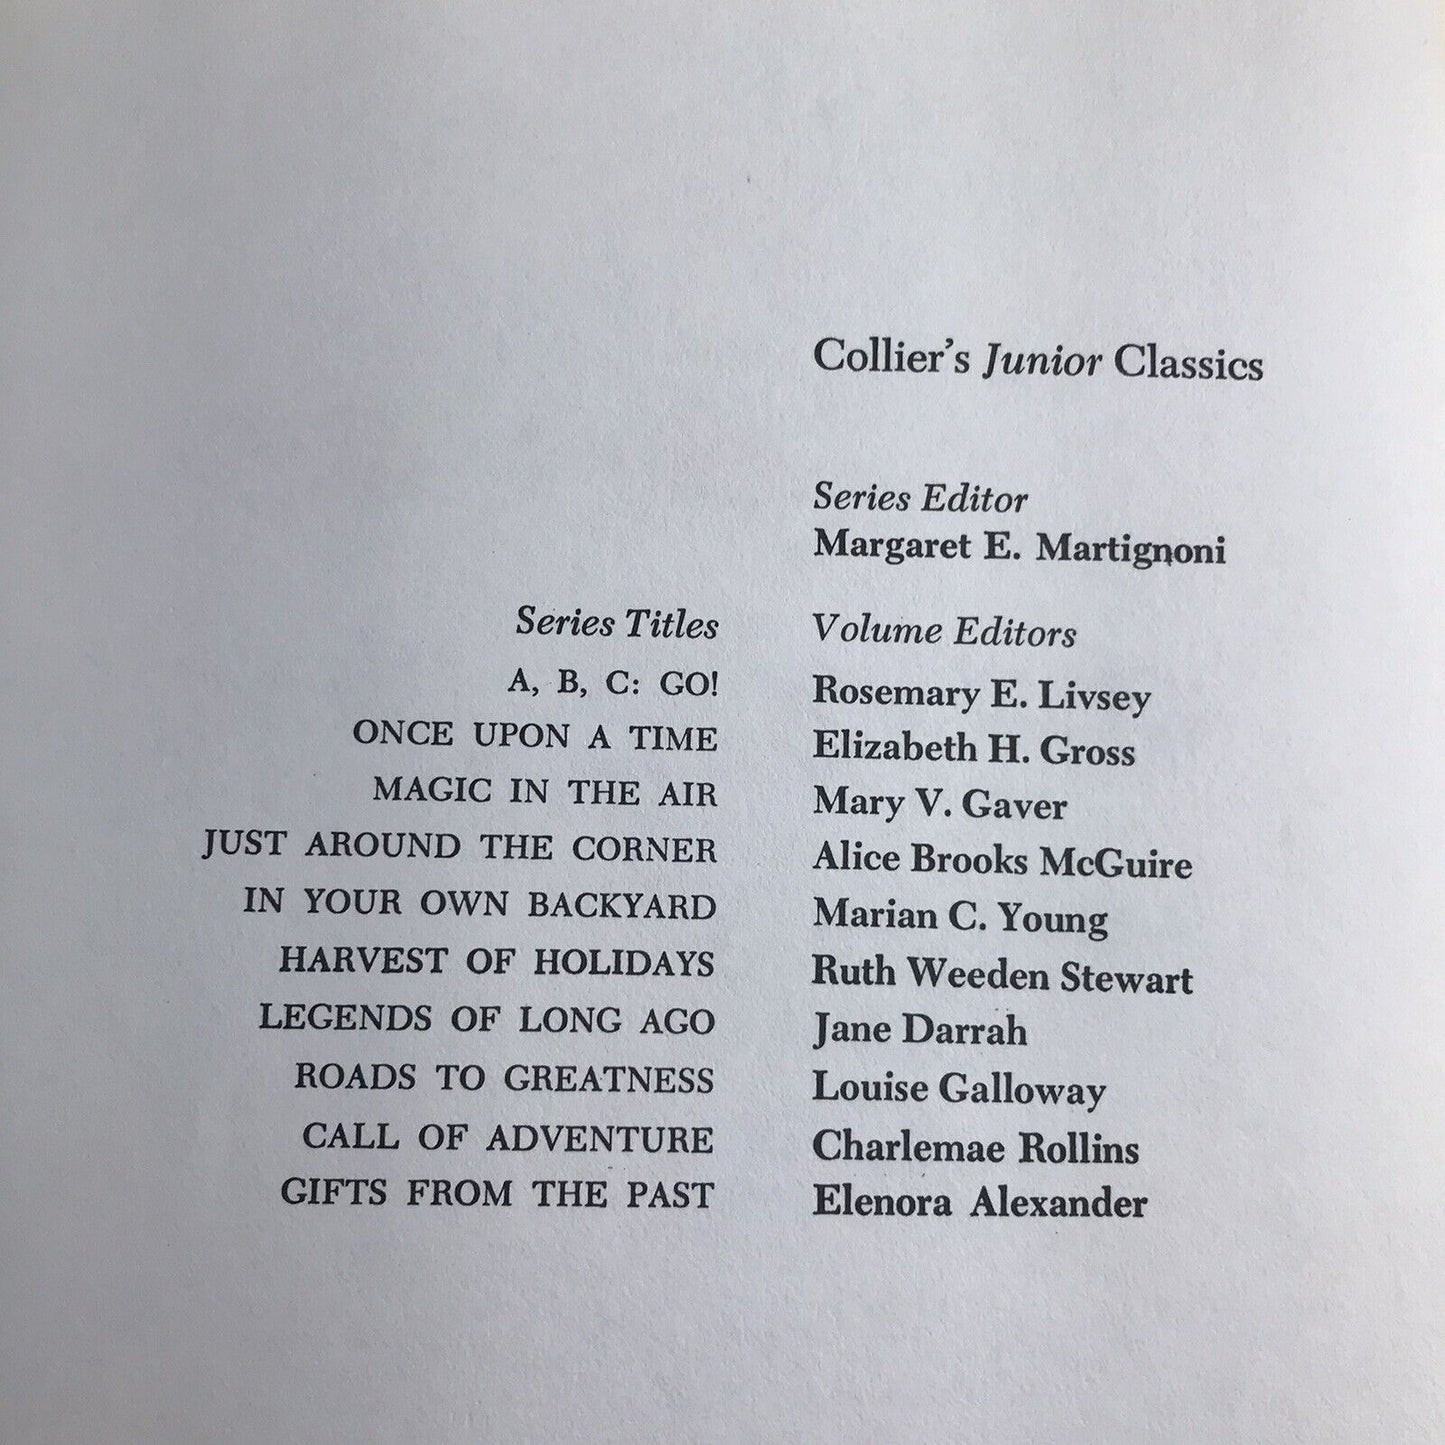 Collier's Junior Classics
Series Editor
Margaret E. Martignoni
Series Titles Volume Editors
A, B, C: GO! Rosemary E. Livsey
ONCE UPON A TIME Elizabeth H. Gross
MAGIC IN THE AIR Mary V. Gaver
JUST AROUND THE CORNER Alice Brooks McGuire
IN YOUR OWN BACKYARD Marian C. Young
HARVEST OF HOLIDAYS Ruth Weeden Stewart
LEGENDS OF LONG AGO Jane Darrah
ROADS TO GREATNESS Louise Galloway
CALL OF ADVENTURE Charlemae Rollins
GIFTS FROM THE PAST Elenora Alexander